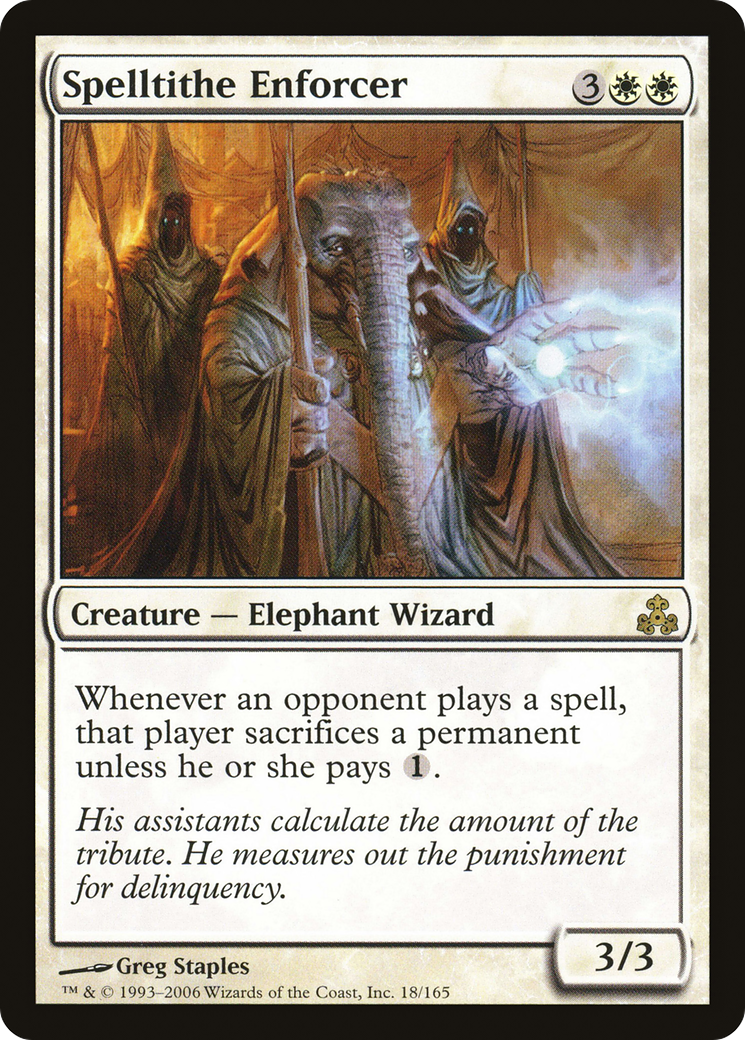 Spelltithe Enforcer 3
Creature — Elephant Wizard
Whenever an opponent plays a spell,
that player sacrifices a permanent
unless he or she pays 1.
His assistants calculate the amount of the
tribute. He measures out the punishment
for delinquency.
3/3
Greg Staples
™ & © 1993–2006 Wizards of the Coast, Inc. 18/165